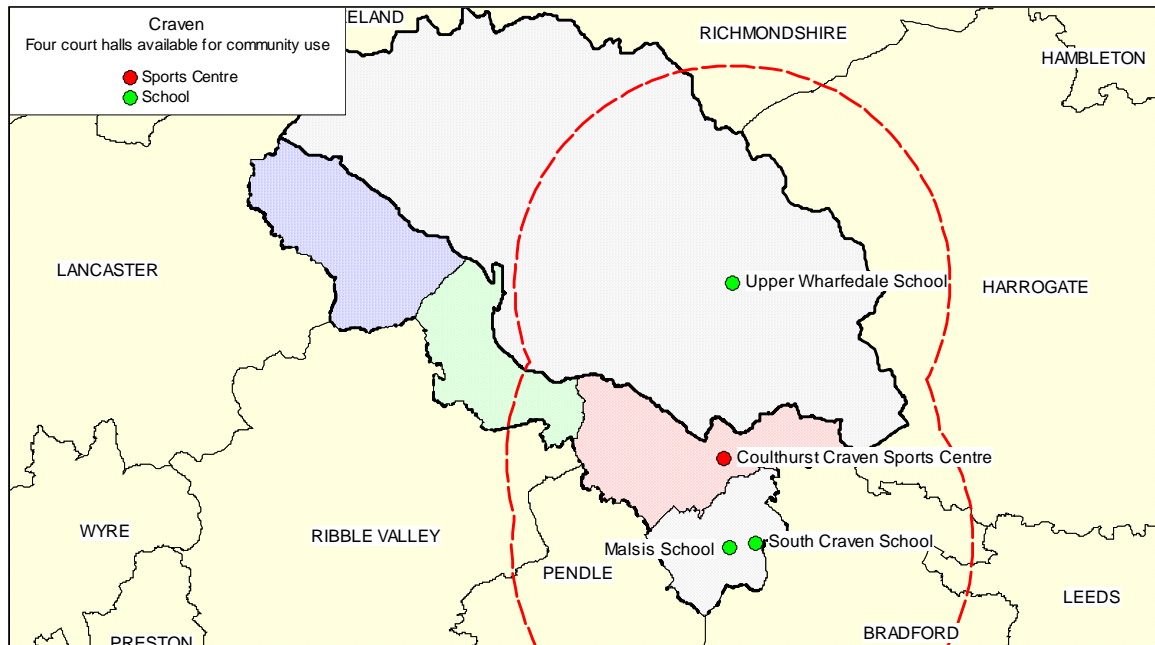 Craven
Four court halls available for community use
Sports Centre
School
ELAND
RICHMONDSHIRE
HAMBLETON
LANCASTER
Upper Wharfedale School
HARROGATE
Coulthurst Craven Sports Centre
WYRE
RIBBLE VALLEY
Malsis School
South Craven School
PENDLE
LEEDS
BRADFORD
PRESTON